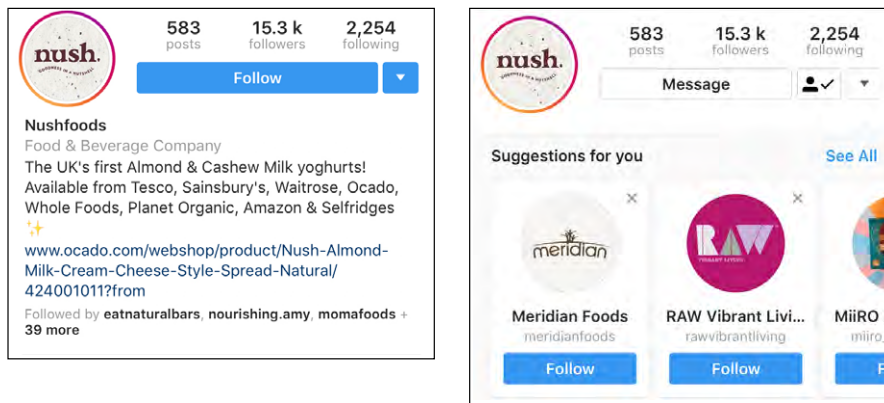 583 15.3 k 2,254
posts followers following
nush.
Follow
Nushfoods
Food & Beverage Company
The UK's first Almond & Cashew Milk yoghurts!
Available from Tesco, Sainsbury's, Waitrose, Ocado,
Whole Foods, Planet Organic, Amazon & Selfridges
✨
www.ocado.com/webshop/product/Nush-Almond-
Milk-Cream-Cheese-Style-Spread-Natural/
424001011?from
Followed by eatnaturalbars, nourishing.amy, momafoods +
39 more
583 15.3 k 2,254
posts followers following
nush.
Message
Suggestions for you See All
meridian
RAW
Meridian Foods RAW Vibrant Livi... MiiRO
meridianfoods rawvibrantliving miiro_
Follow Follow F